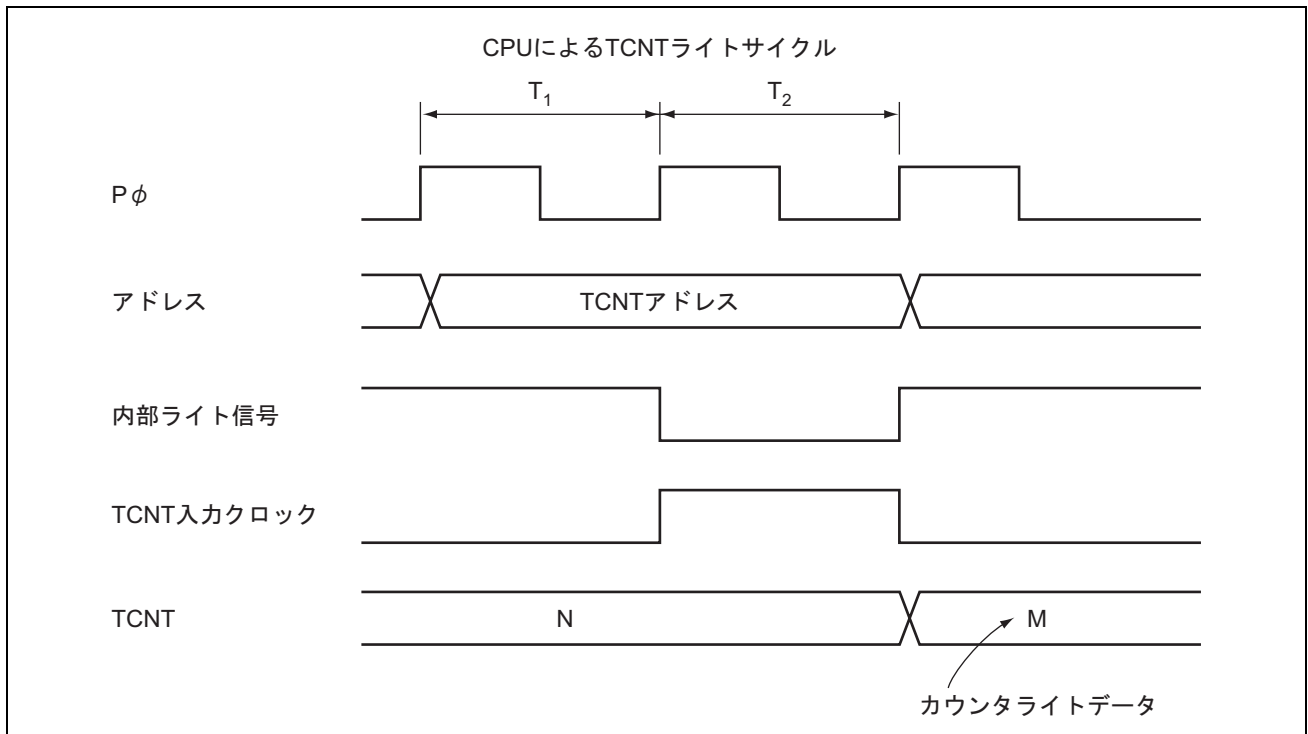 CPUによるTCNTライトサイクル
T1 T2
Pφ
アドレス TCNTアドレス
内部ライト信号
TCNT入力クロック
TCNT N M
カウンタライトデータ